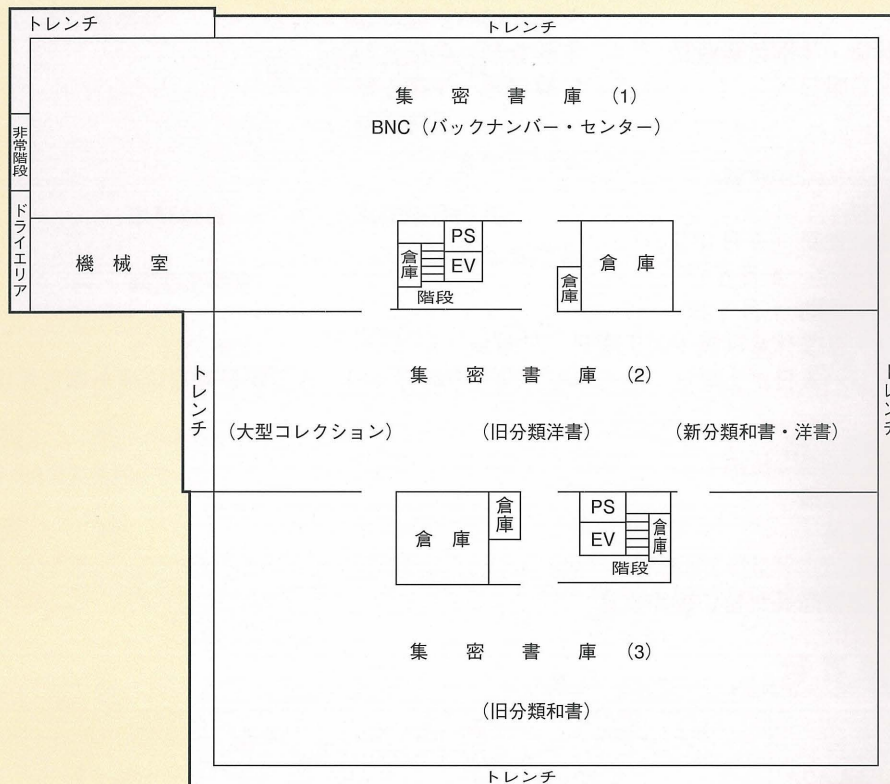 トレンチ
トレンチ
集密書庫 (1)
BNC（バックナンバー・センター）
非常階段
ドライエリア
機械室
PS
EV
倉庫
階段
倉庫
倉庫
トレンチ
集密書庫 (2)
（大型コレクション）
（旧分類洋書）
（新分類和書・洋書）
トレンチ
倉庫
倉庫
PS
EV
倉庫
階段
集密書庫 (3)
（旧分類和書）
トレンチ